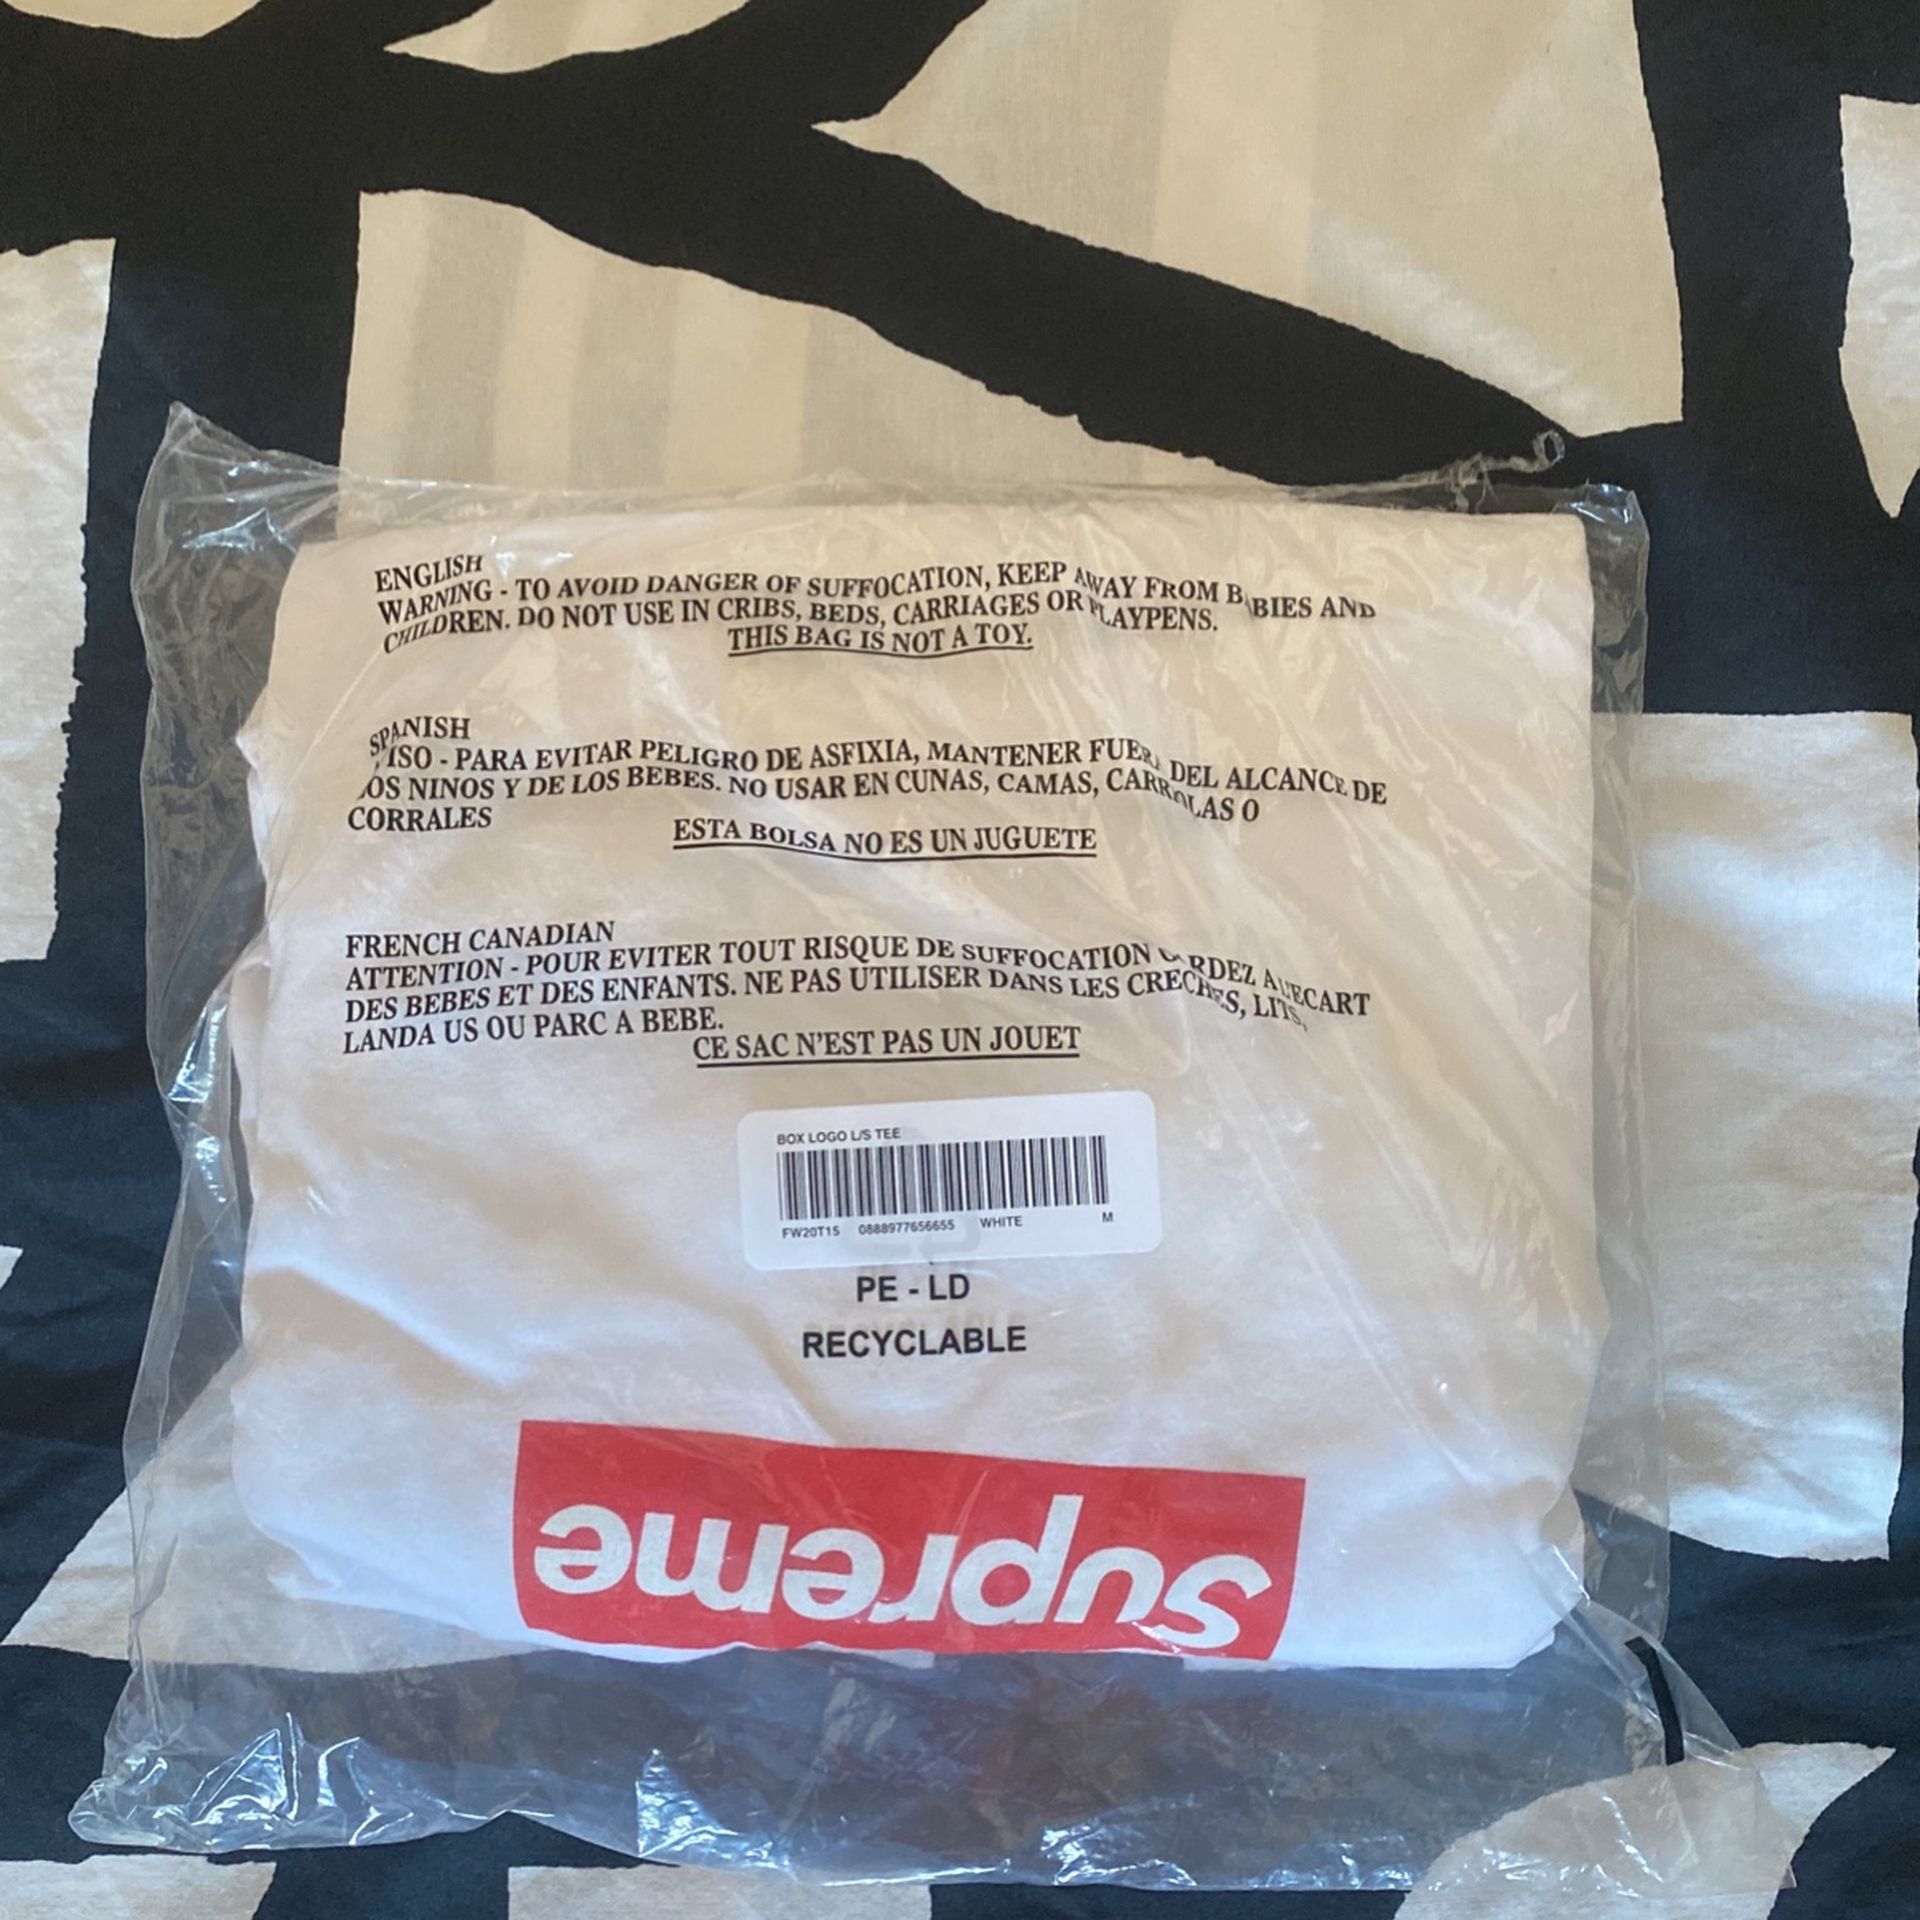 ENGLISH
WARNING - TO AVOID DANGER OF SUFFOCATION, KEEP AWAY FROM BABIES AND
CHILDREN. DO NOT USE IN CRIBS, BEDS, CARRIAGES OR PLAYPENS.
THIS BAG IS NOT A TOY.
SPANISH
- PARA EVITAR PELIGRO DE ASFIXIA, MANTENER FUERA DEL ALCANCE DE
NINOS Y DE LOS BEBES. NO USAR EN CUNAS, CAMAS, O
CORRALES
ESTA BOLSA NO ES UN JUGUETE
FRENCH CANADIAN
ATTENTION - POUR EVITER TOUT RISQUE DE SUFFOCATION
DES BEBES ET DES ENFANTS. NE PAS UTILISER DANS LES CRECHES, LITS,
LANDA US OU PARC A BEBE.
CE SAC N'EST PAS UN JOUET
BOX LOGO L/S TEE
FW20T15 0888977656655 WHITE M
PE - LD
RECYCLABLE
Supreme